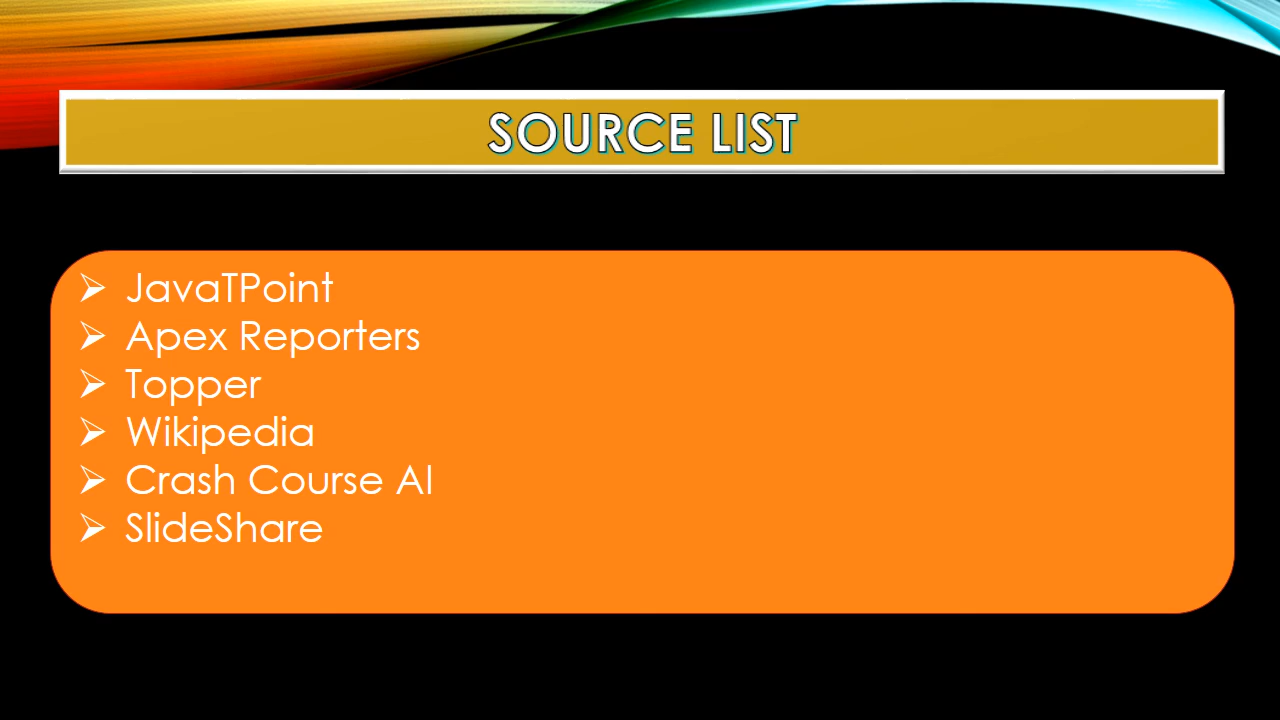 SOURCE LIST
➢ JavaTPoint
➢ Apex Reporters
➢ Topper
➢ Wikipedia
➢ Crash Course AI
➢ SlideShare